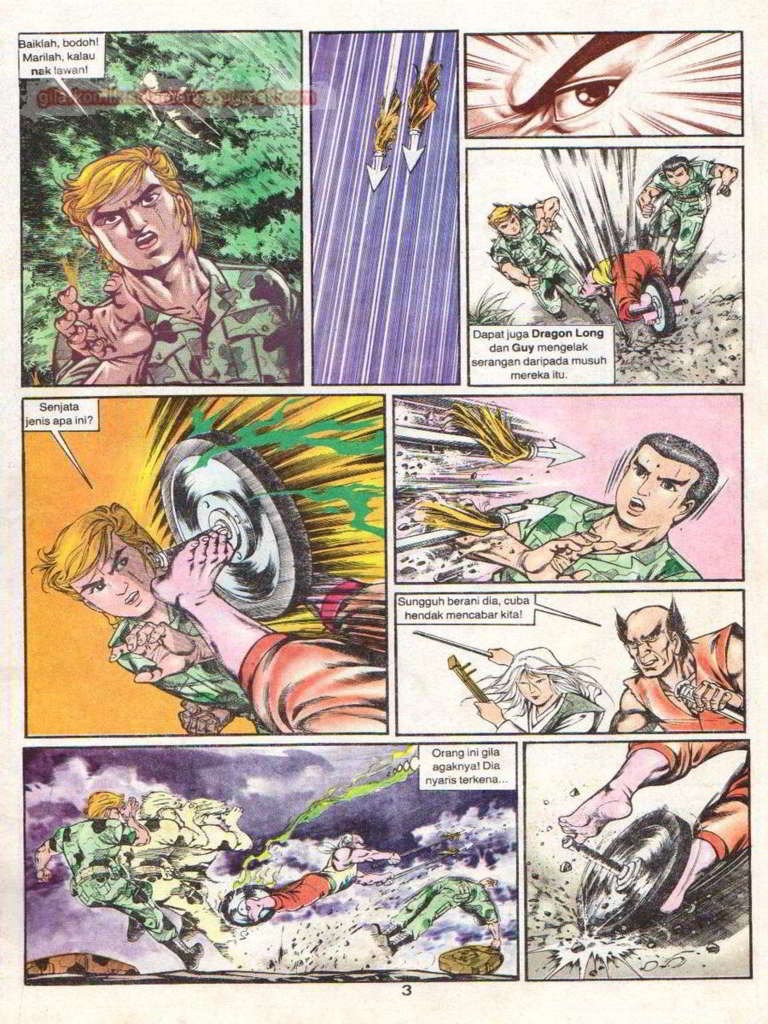 Baiklah, bodoh!
Marilah, kalau
nak lawan!
Dapat juga Dragon Long
dan Guy mengelak
serangan daripada musuh
mereka itu.
Senjata
jenis apa ini?
Sungguh berani dia, cuba
hendak mencabar kita!
Orang ini gila
agaknya! Dia
nyaris terkena...
3